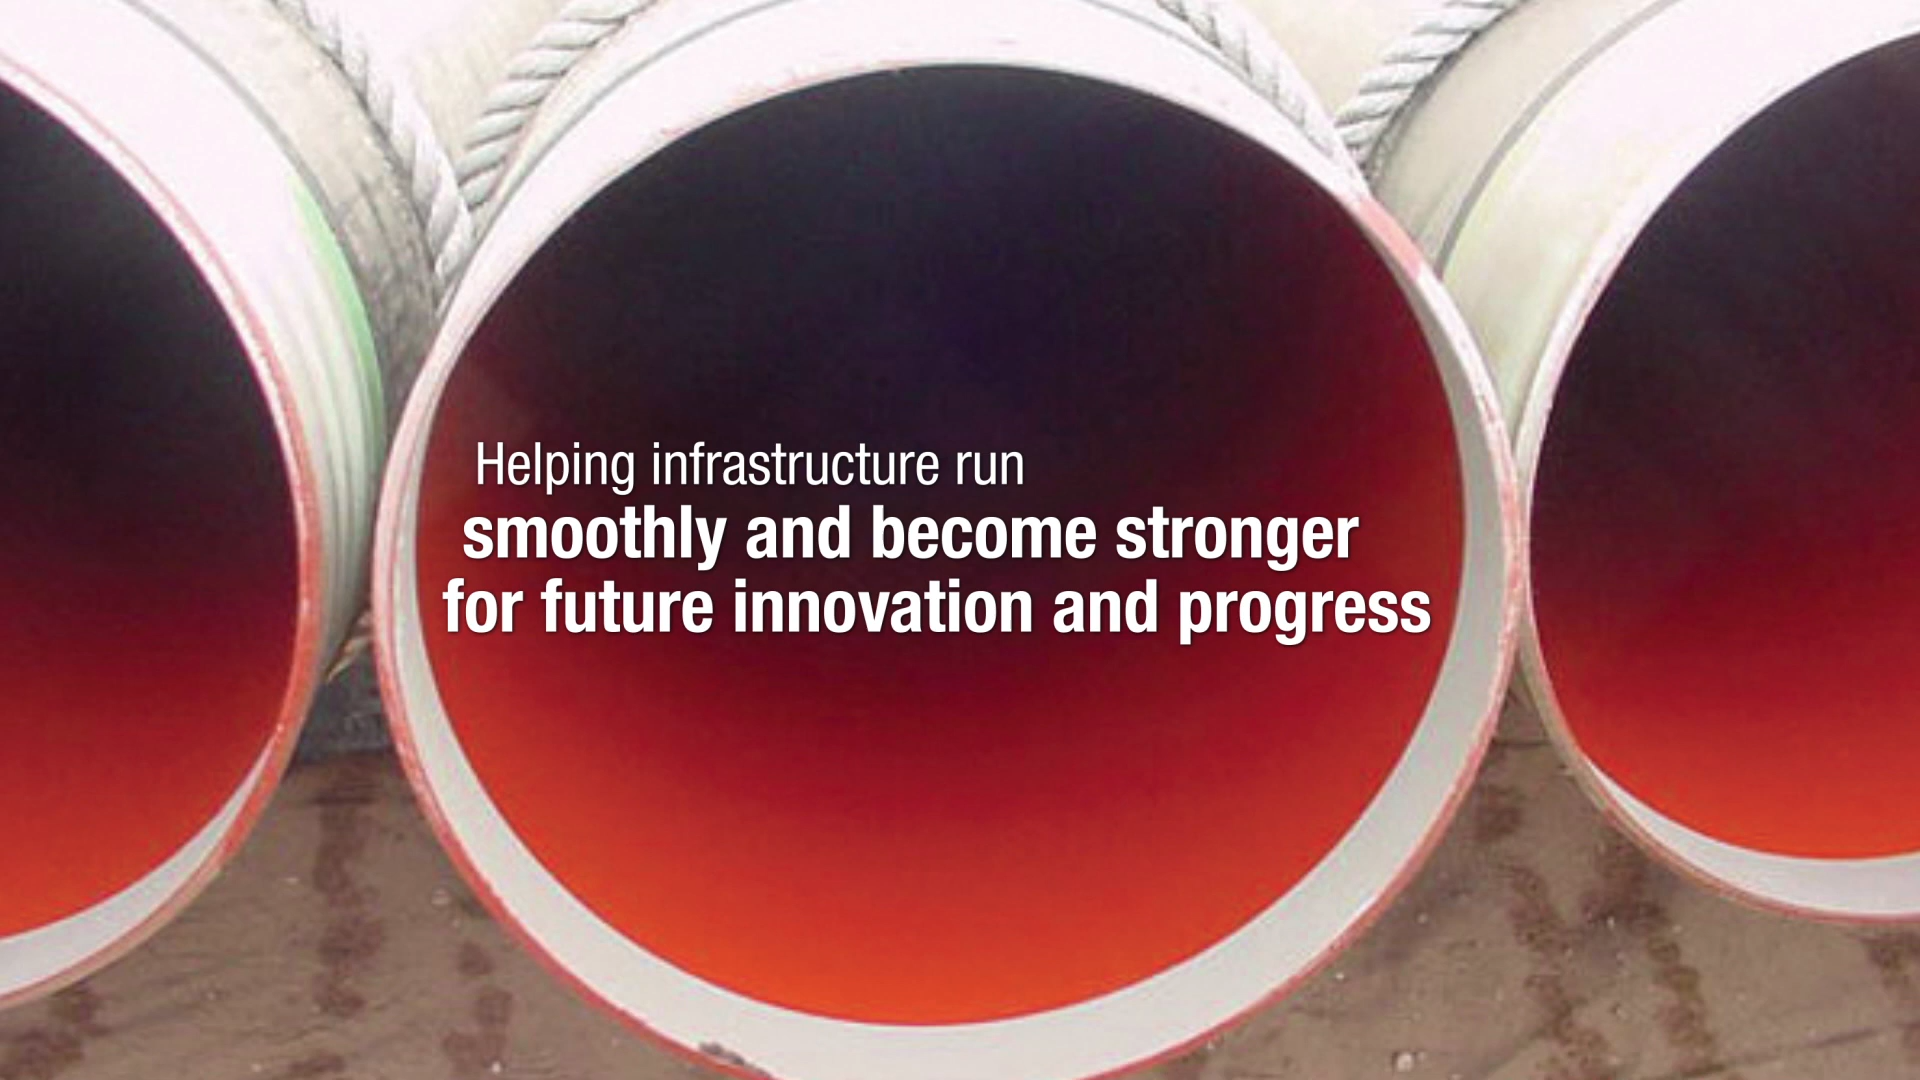 Helping infrastructure run
smoothly and become stronger
for future innovation and progress